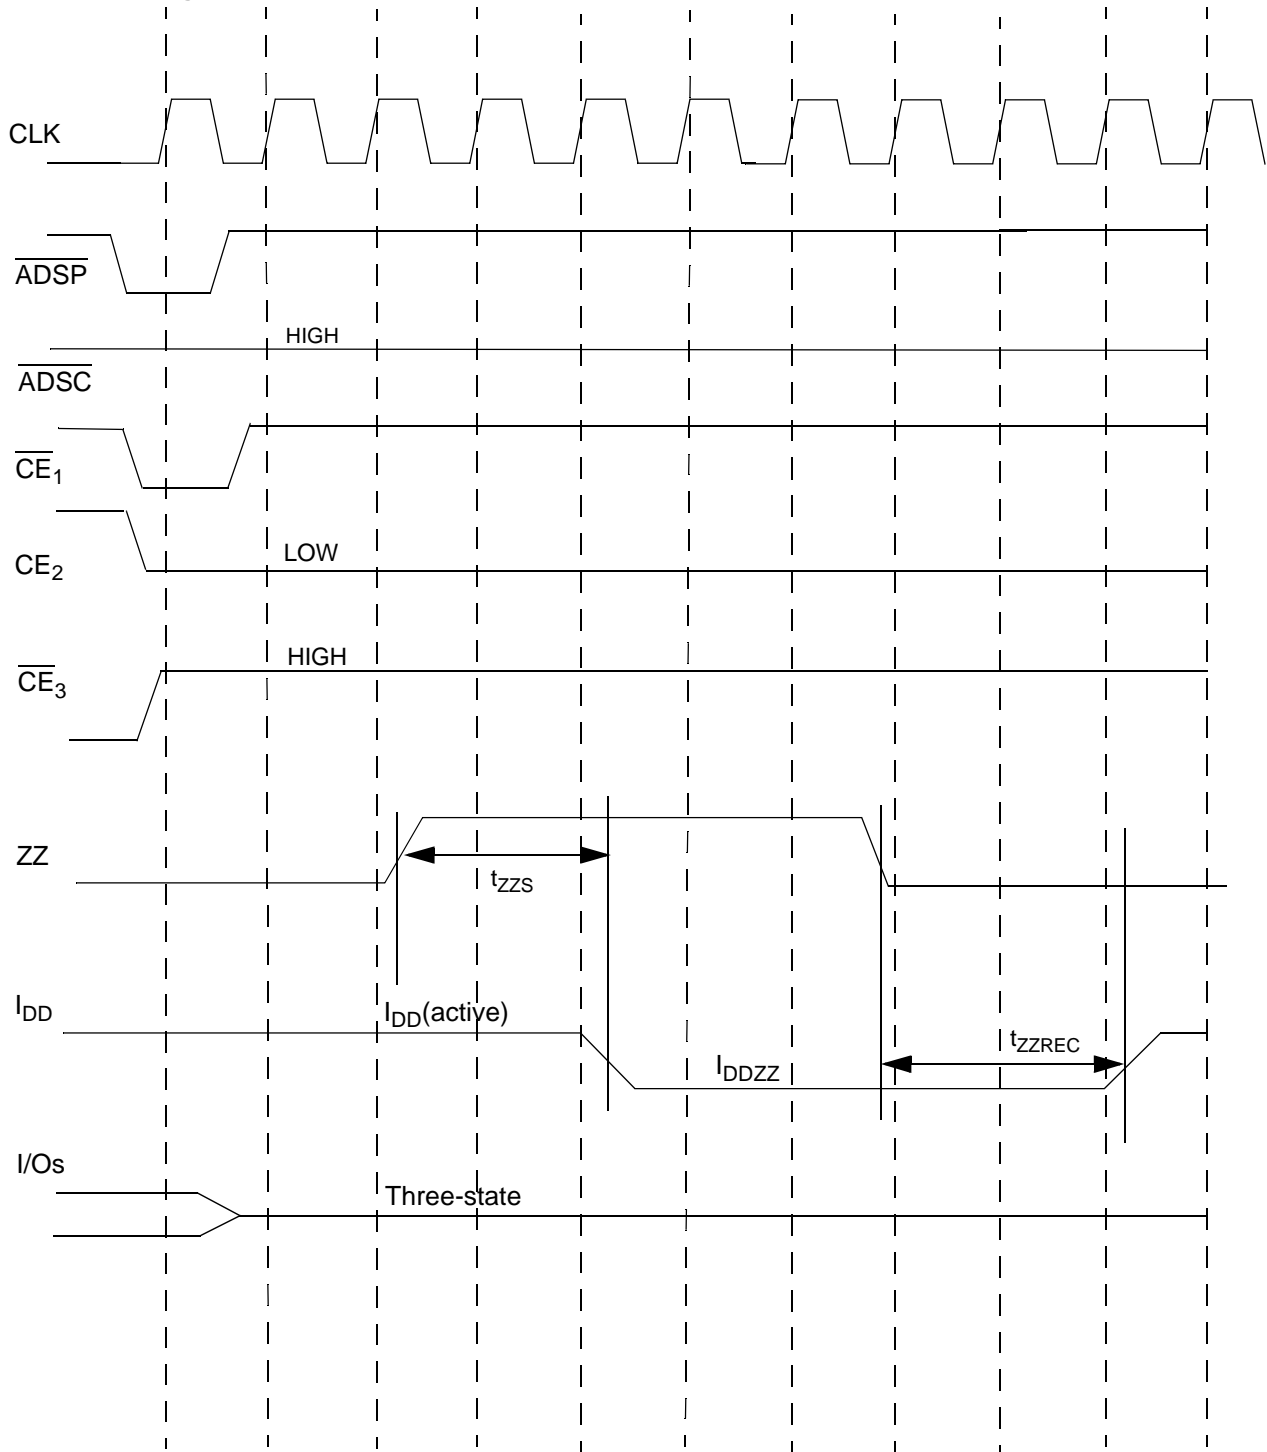 CLK
ADSP
HIGH
ADSC
CE1
LOW
CE2
HIGH
CE3
ZZ
tZZS
IDD
IDD(active)
tZZREC
IDDZZ
I/Os
Three-state